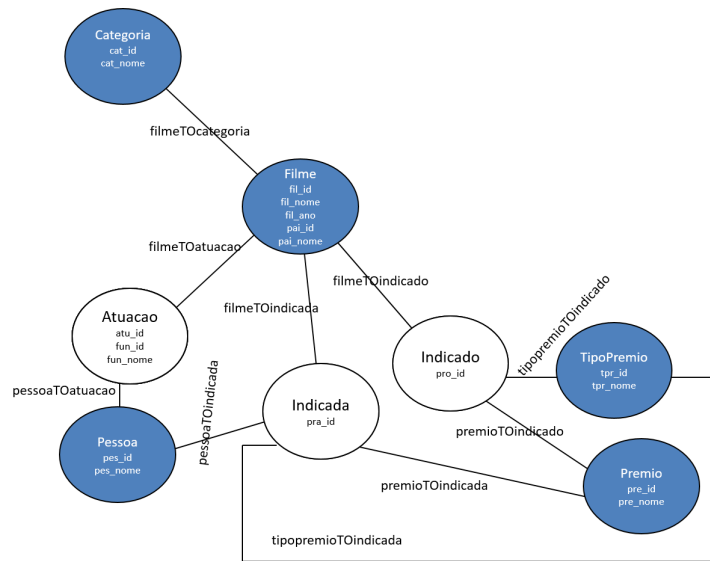 Categoria
cat_id
cat_nome
filmeTOcategoria
Filme
fil_id
fil_nome
fil_ano
pai_id
pai_nome
filmeTOatuacao
filmeTOindicada
filmeTOindicado
tipopremioTOindicado
Atuacao
atu_id
fun_id
fun_nome
Indicado
pro_id
TipoPremio
tpr_id
tpr_nome
pessoaTOatuacao
pessoaTOindicada
Indicada
pra_id
premioTOindicado
Pessoa
pes_id
pes_nome
premioTOindicada
Premio
pre_id
pre_nome
tipopremioTOindicada